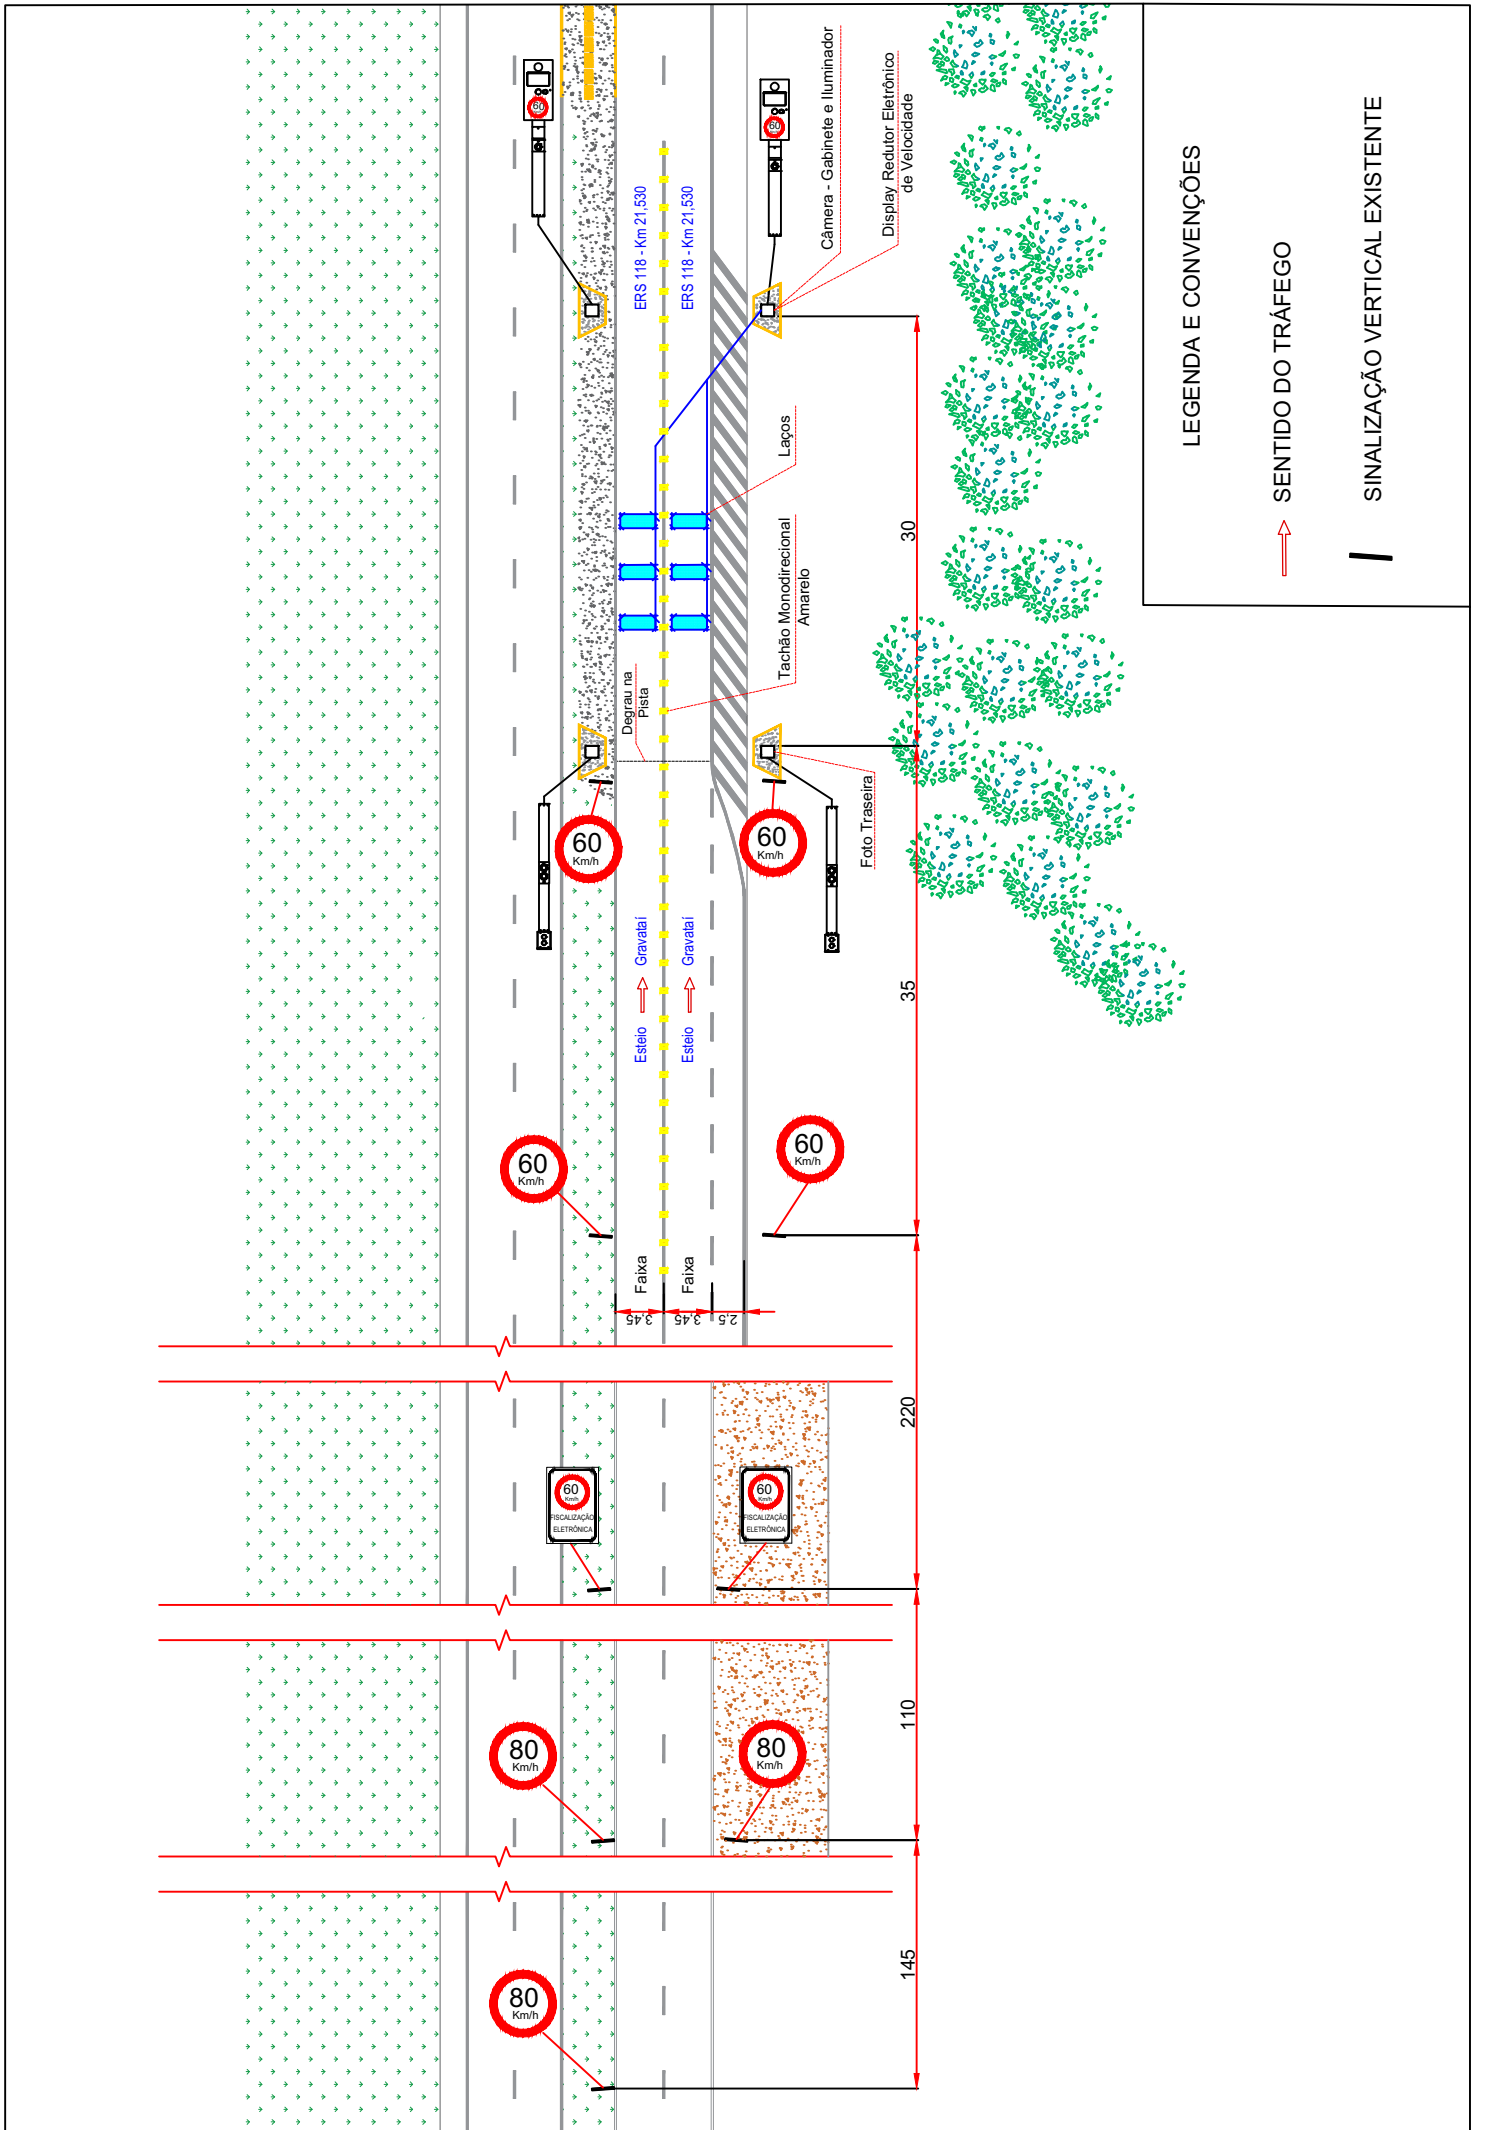 60
60
Câmera - Gabinete e Iluminador
Display Redutor Eletrônico
de Velocidade
ERS 118 - Km 21,530
ERS 118 - Km 21,530
Laços
Tachão Monodirecional
Amarelo
Degrau na
Pista
Foto Traseira
60
Km/h
60
Km/h
Esteio
Gravataí
Esteio
Gravataí
60
Km/h
60
Km/h
Faixa
Faixa
3,45
3,45
2,5
30
35
220
110
145
60
Km/h
FISCALIZAÇÃO
ELETRÔNICA
60
Km/h
FISCALIZAÇÃO
ELETRÔNICA
80
Km/h
80
Km/h
80
Km/h
LEGENDA E CONVENÇÕES
SENTIDO DO TRÁFEGO
SINALIZAÇÃO VERTICAL EXISTENTE